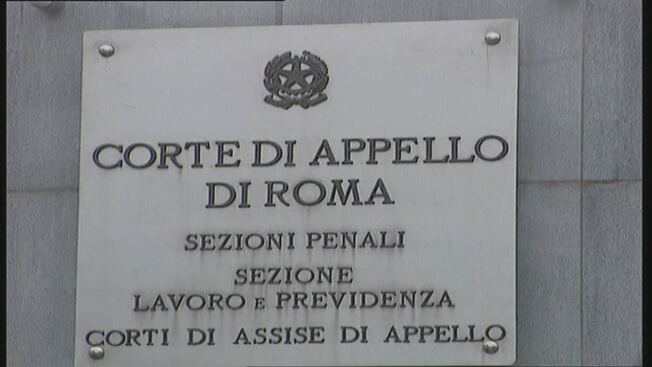 CORTE DI APPELLO
DI ROMA
SEZIONI PENALI
SEZIONE
LAVORO E PREVIDENZA
CORTI DI ASSISE DI APPELLO